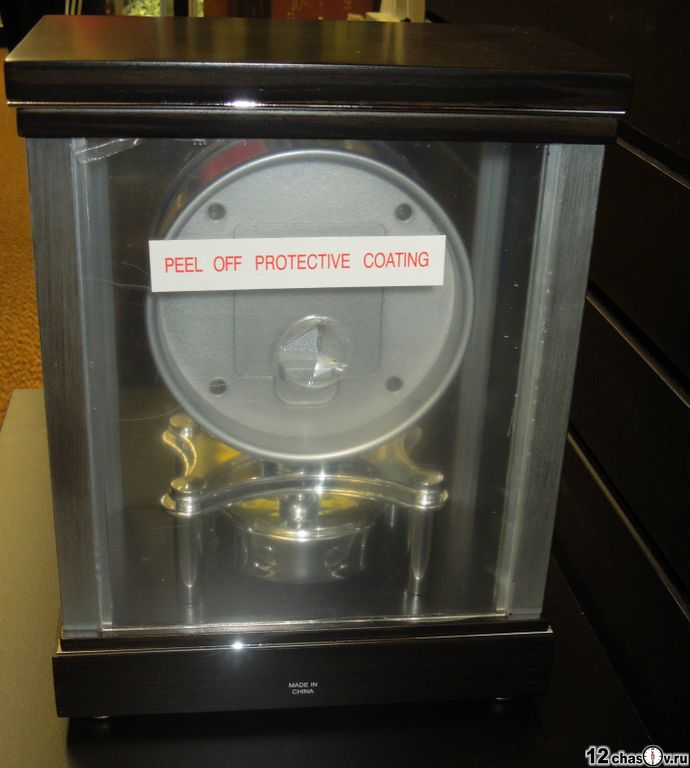 PEEL OFF PROTECTIVE COATING
MADE IN
CHINA
12chasov.ru